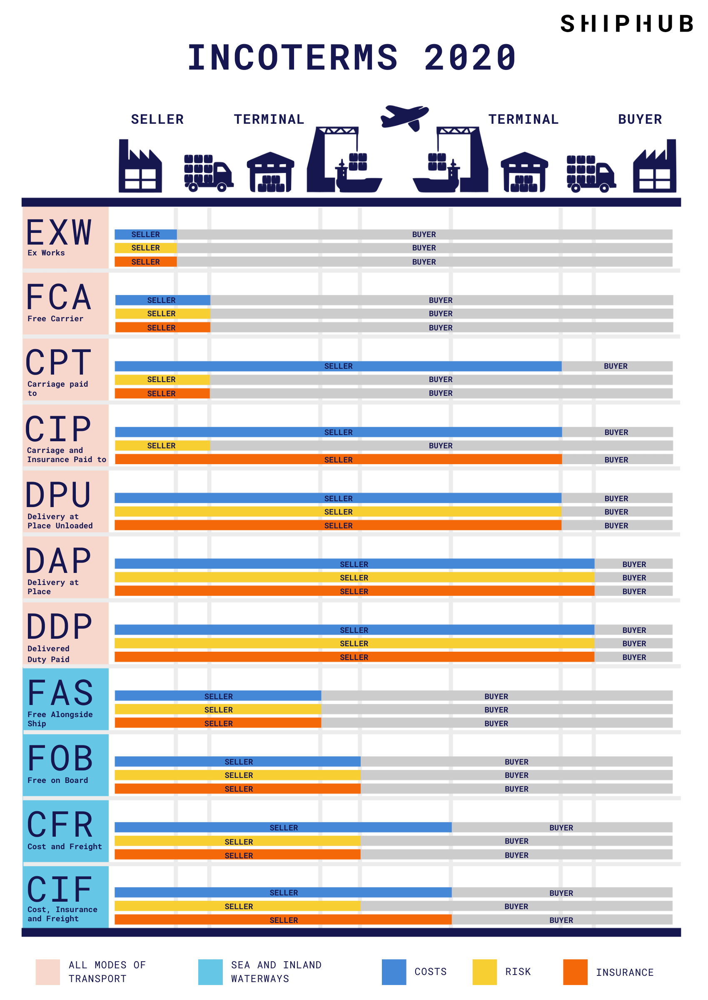 SHIPHUB
INCOTERMS 2020
SELLER TERMINAL TERMINAL BUYER
EXW
Ex Works
SELLER BUYER
SELLER BUYER
SELLER BUYER
FCA
Free Carrier
SELLER BUYER
SELLER BUYER
SELLER BUYER
CPT
Carriage paid
to
SELLER BUYER
SELLER BUYER
SELLER BUYER
CIP
Carriage and
Insurance Paid to
SELLER BUYER
SELLER BUYER
SELLER BUYER
DPU
Delivery at
Place Unloaded
SELLER BUYER
SELLER BUYER
SELLER BUYER
DAP
Delivery at
Place
SELLER BUYER
SELLER BUYER
SELLER BUYER
DDP
Delivered
Duty Paid
SELLER BUYER
SELLER BUYER
SELLER BUYER
FAS
Free Alongside
Ship
SELLER BUYER
SELLER BUYER
SELLER BUYER
FOB
Free on Board
SELLER BUYER
SELLER BUYER
SELLER BUYER
CFR
Cost and Freight
SELLER BUYER
SELLER BUYER
SELLER BUYER
CIF
Cost, Insurance
and Freight
SELLER BUYER
SELLER BUYER
SELLER BUYER
ALL MODES OF
TRANSPORT
SEA AND INLAND
WATERWAYS
COSTS
RISK
INSURANCE